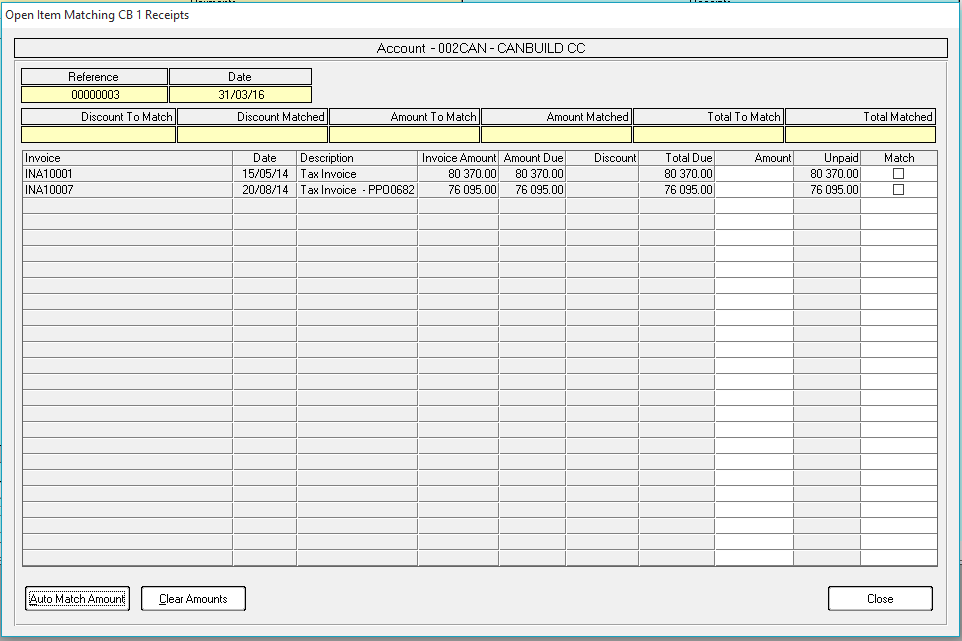 Open Item Matching CB 1 Receipts
Account - 002CAN - CANBUILD CC
Reference Date
00000003 31/03/16
Discount To Match Discount Matched Amount To Match Amount Matched Total To Match Total Matched
Invoice Date Description Invoice Amount Amount Due Discount Total Due Amount Unpaid Match
INA10001 15/05/14 Tax Invoice 80 370.00 80 370.00 80 370.00 80 370.00
INA10007 20/08/14 Tax Invoice - PPO0682 76 095.00 76 095.00 76 095.00 76 095.00
Auto Match Amount Clear Amounts Close